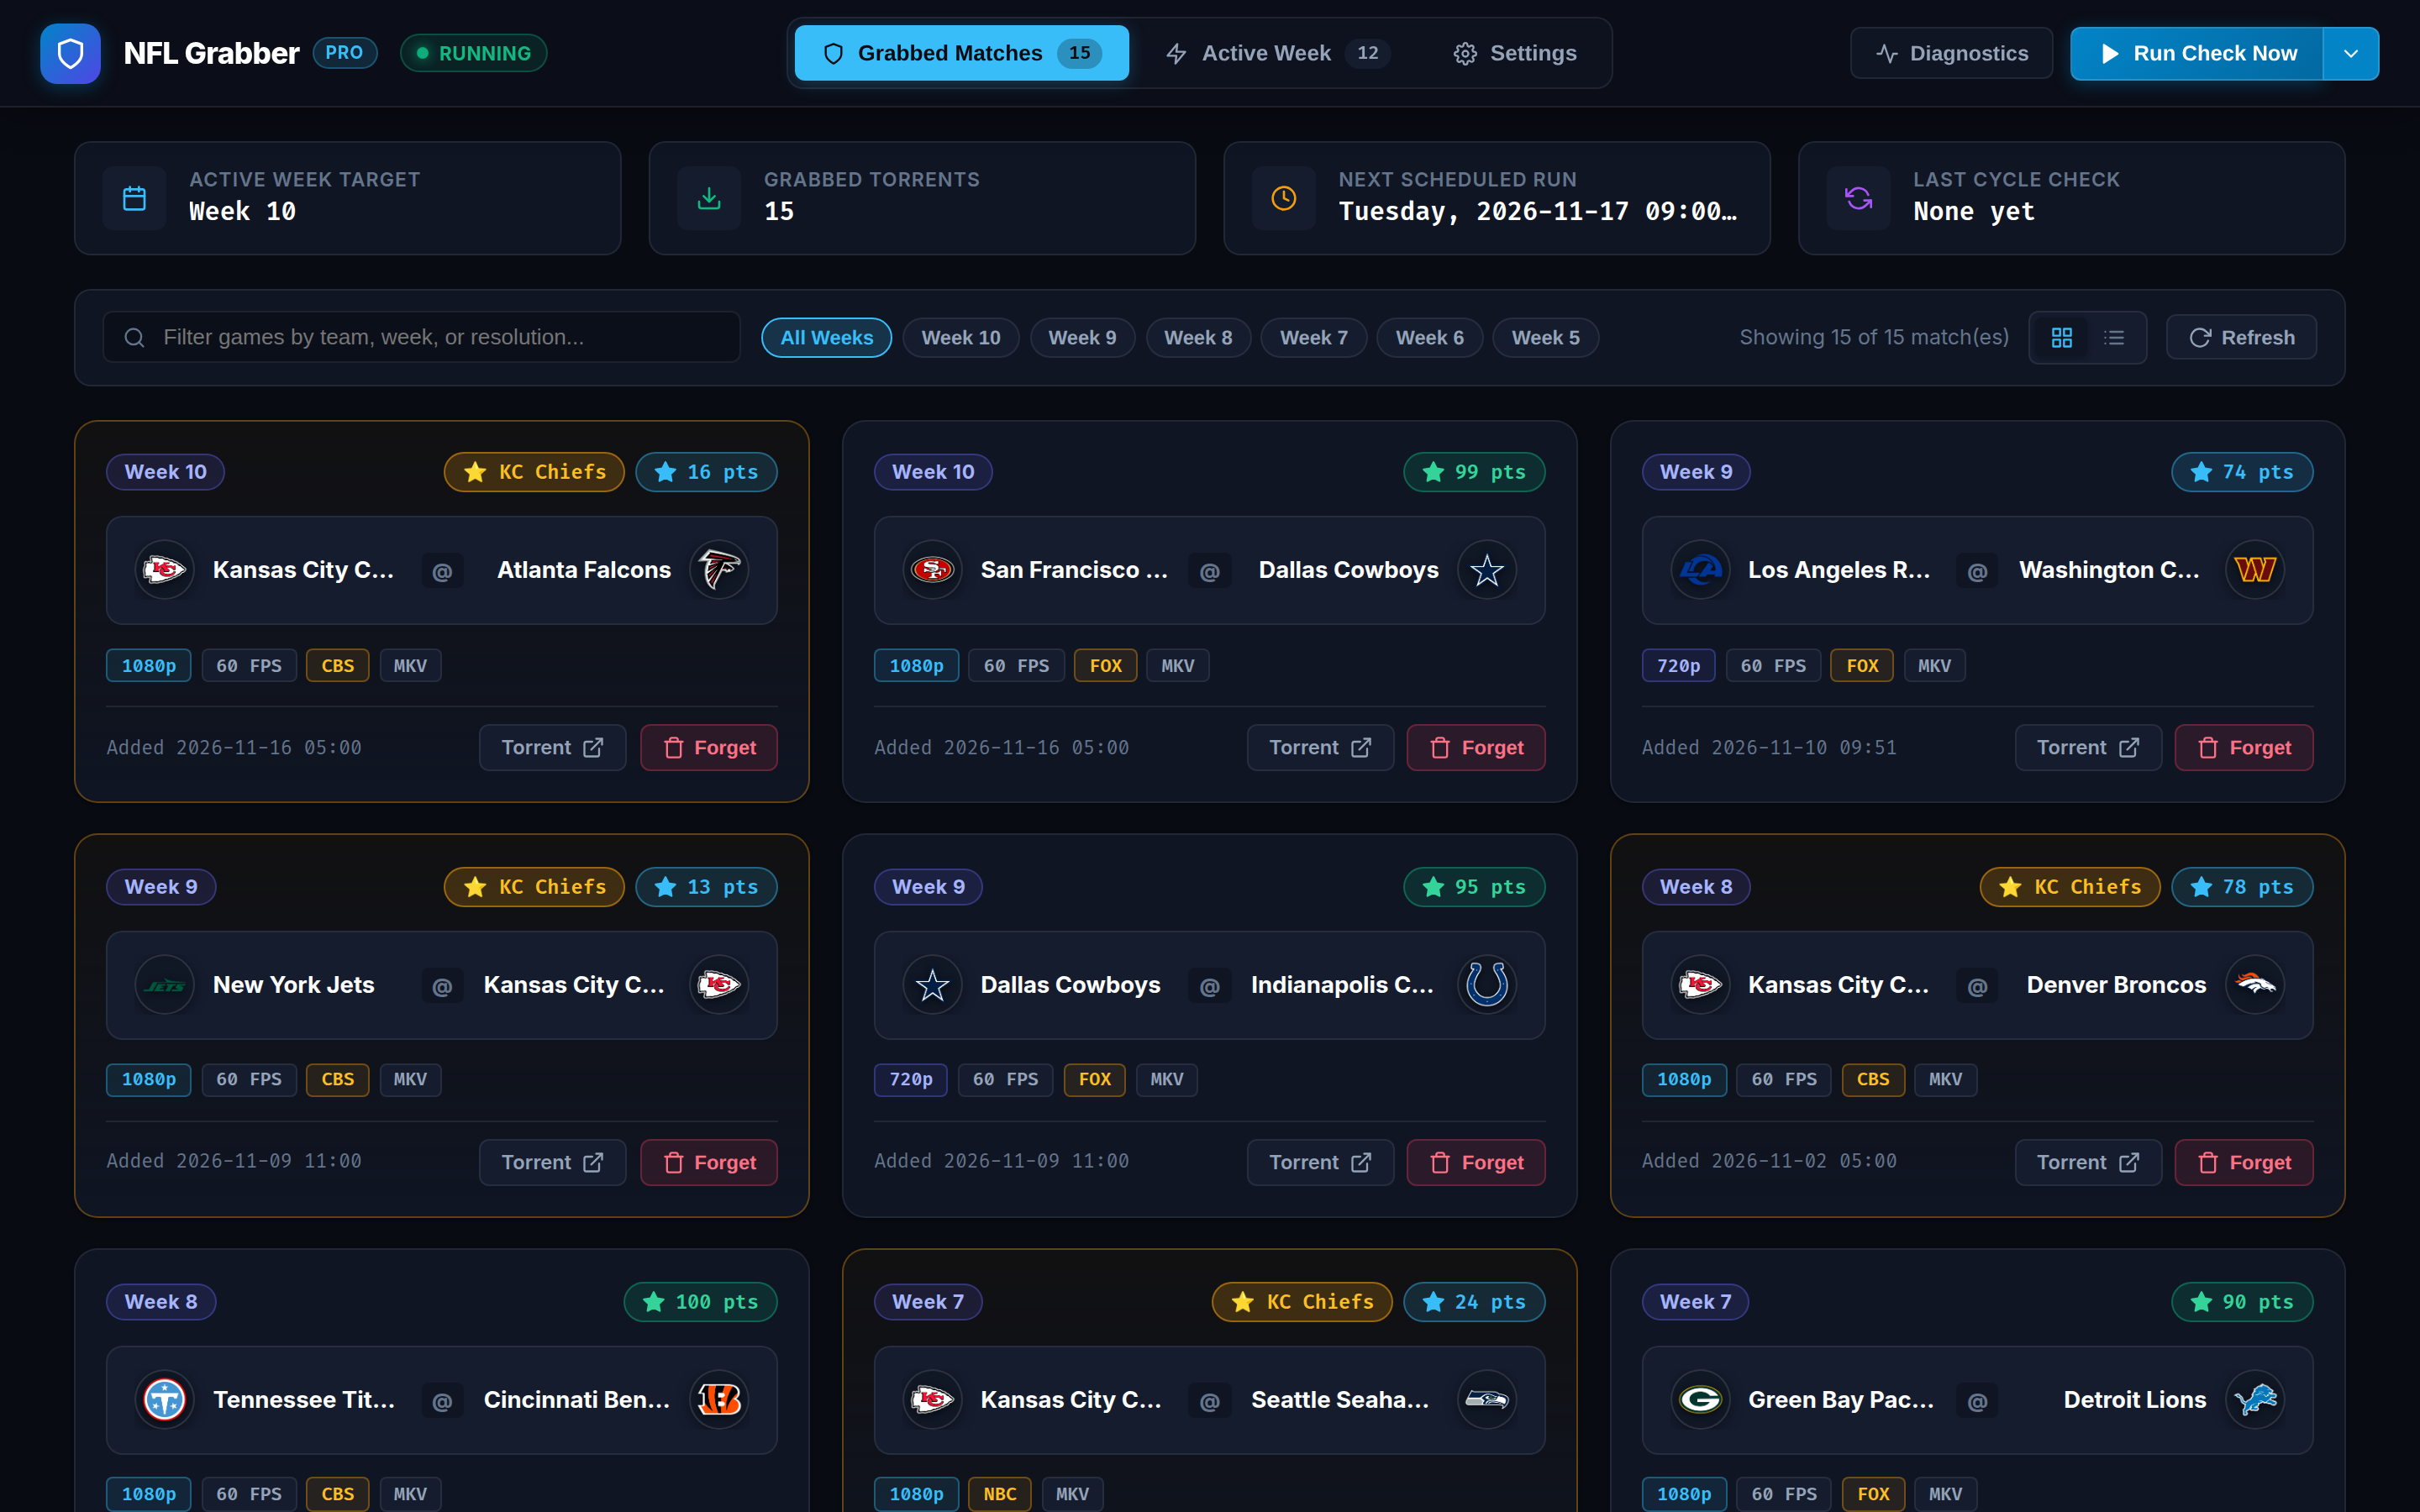 NFL Grabber PRO RUNNING Grabbed Matches 15 Active Week 12 Settings Diagnostics Run Check Now
ACTIVE WEEK TARGET
Week 10
GRABBED TORRENTS
15
NEXT SCHEDULED RUN
Tuesday, 2026-11-17 09:00…
LAST CYCLE CHECK
None yet
Filter games by team, week, or resolution... All Weeks Week 10 Week 9 Week 8 Week 7 Week 6 Week 5 Showing 15 of 15 match(es) Refresh
Week 10 KC Chiefs 16 pts
Kansas City C… @ Atlanta Falcons
1080p 60 FPS CBS MKV
Added 2026-11-16 05:00 Torrent Forget
Week 10 99 pts
San Francisco … @ Dallas Cowboys
1080p 60 FPS FOX MKV
Added 2026-11-16 05:00 Torrent Forget
Week 9 74 pts
Los Angeles R… @ Washington C…
720p 60 FPS FOX MKV
Added 2026-11-10 09:51 Torrent Forget
Week 9 KC Chiefs 13 pts
JETS New York Jets @ Kansas City C…
1080p 60 FPS CBS MKV
Added 2026-11-09 11:00 Torrent Forget
Week 9 95 pts
Dallas Cowboys @ Indianapolis C…
720p 60 FPS FOX MKV
Added 2026-11-09 11:00 Torrent Forget
Week 8 KC Chiefs 78 pts
Kansas City C… @ Denver Broncos
1080p 60 FPS CBS MKV
Added 2026-11-02 05:00 Torrent Forget
Week 8 100 pts
Tennessee Tit… @ Cincinnati Ben…
1080p 60 FPS CBS MKV
Week 7 KC Chiefs 24 pts
Kansas City C… @ Seattle Seaha…
1080p NBC MKV
Week 7 90 pts
Green Bay Pac… @ Detroit Lions
1080p 60 FPS FOX MKV